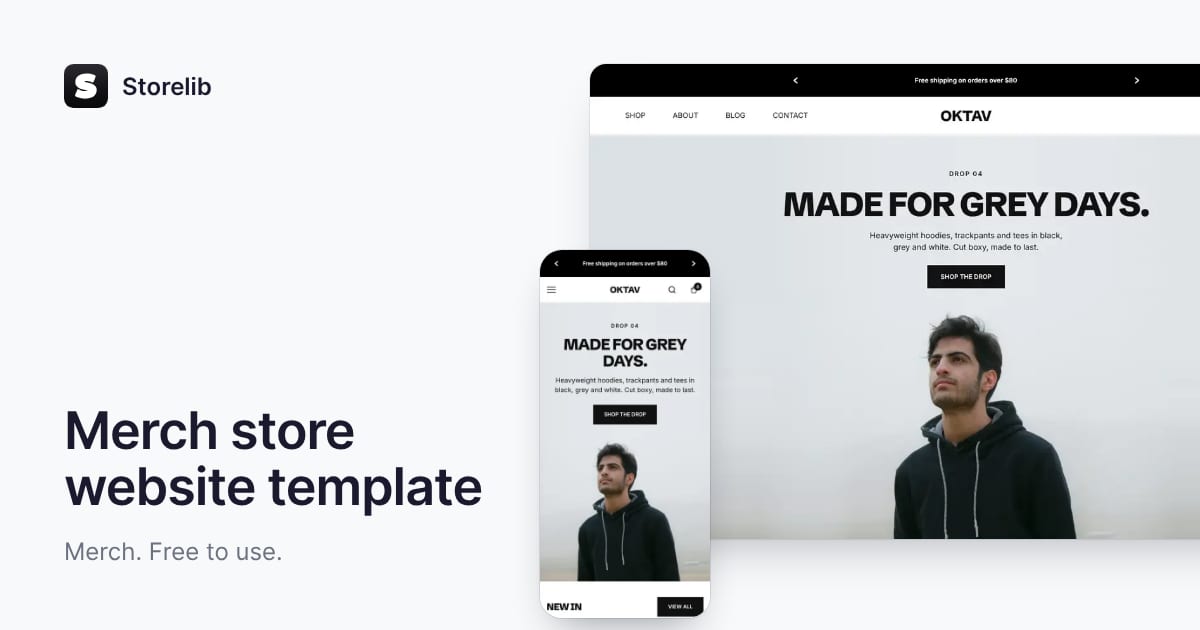 S
Storelib
Merch store
website template
Merch. Free to use.
Free shipping on orders over $80
SHOP
ABOUT
BLOG
CONTACT
OKTAV
DROP 04
MADE FOR GREY DAYS.
Heavyweight hoodies, trackpants and tees in black,
grey and white. Cut boxy, made to last.
SHOP THE DROP
Free shipping on orders over $80
OKTAV
DROP 04
MADE FOR GREY
DAYS.
Heavyweight hoodies, trackpants and tees in
black, grey and white. Cut boxy, made to last.
SHOP THE DROP
NEW IN
VIEW ALL